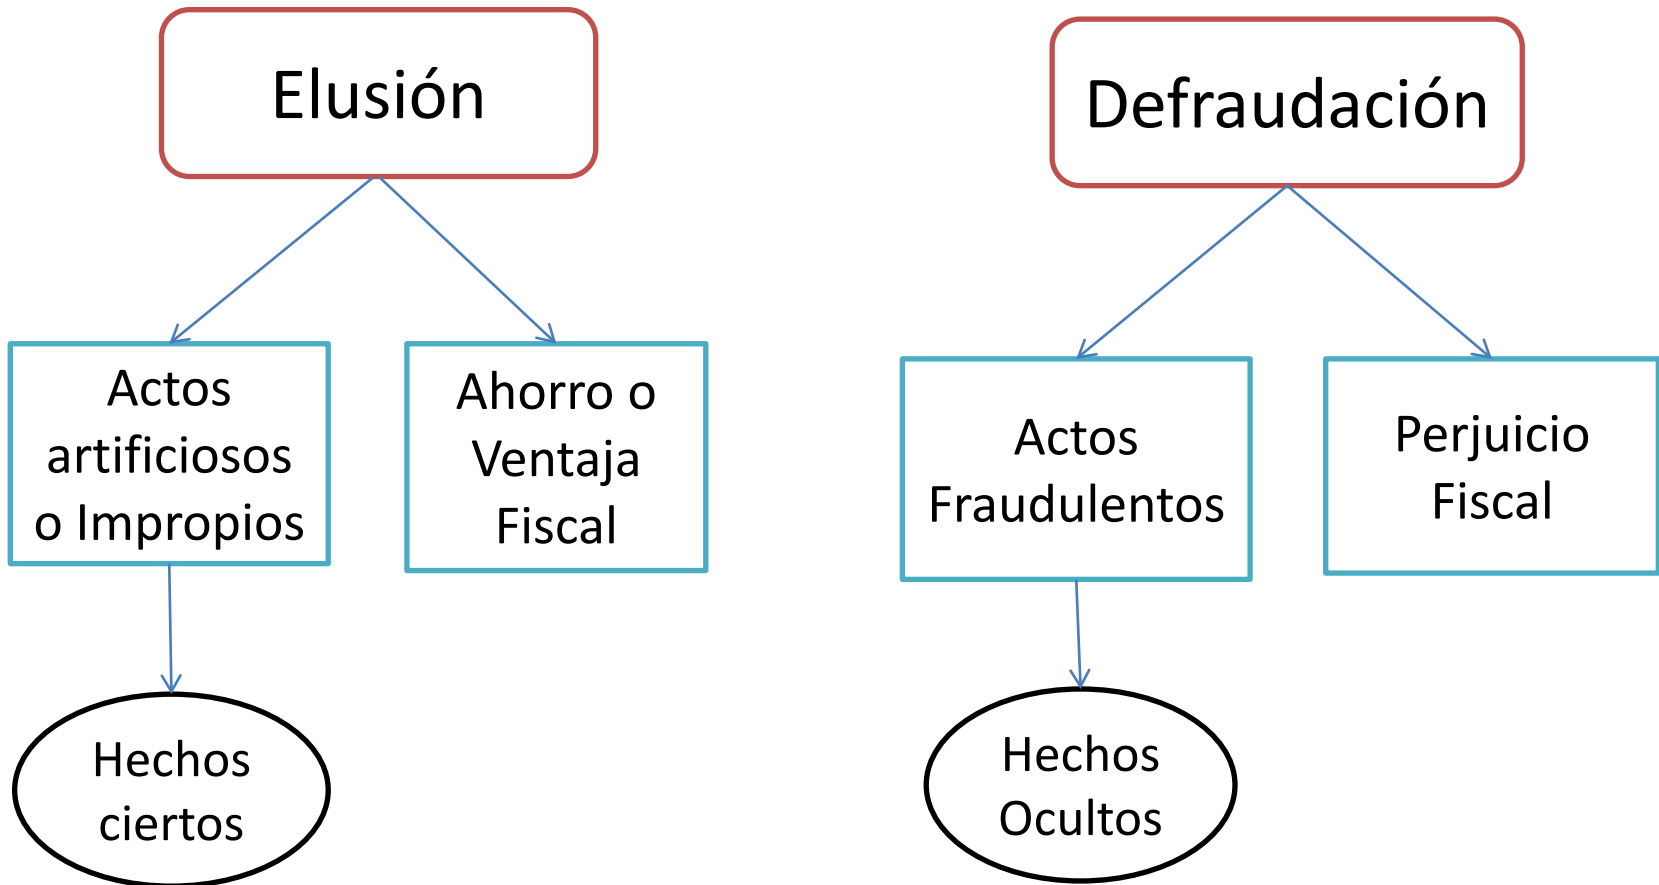 Elusión
Defraudación
Actos
artificiosos
o Impropios
Ahorro o
Ventaja
Fiscal
Actos
Fraudulentos
Perjuicio
Fiscal
Hechos
ciertos
Hechos
Ocultos